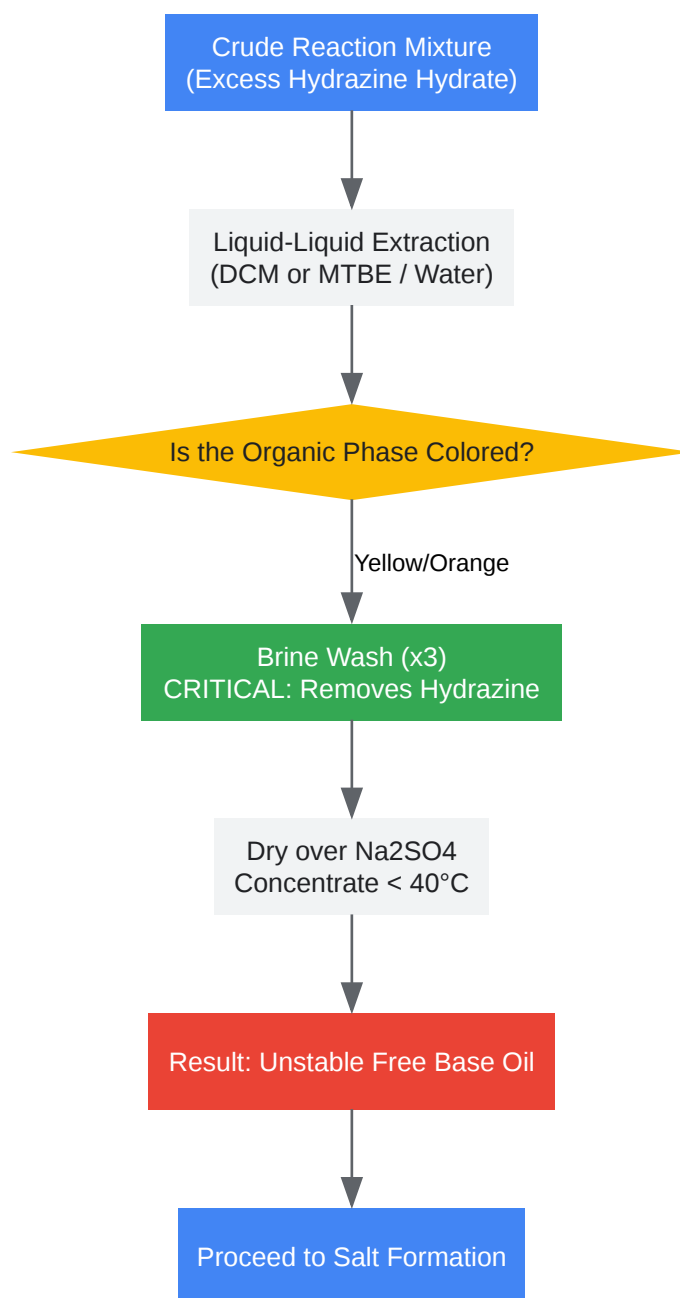 Crude Reaction Mixture
(Excess Hydrazine Hydrate)
Liquid-Liquid Extraction
(DCM or MTBE / Water)
Is the Organic Phase Colored?
Yellow/Orange
Brine Wash (x3)
CRITICAL: Removes Hydrazine
Dry over Na2SO4
Concentrate < 40°C
Result: Unstable Free Base Oil
Proceed to Salt Formation